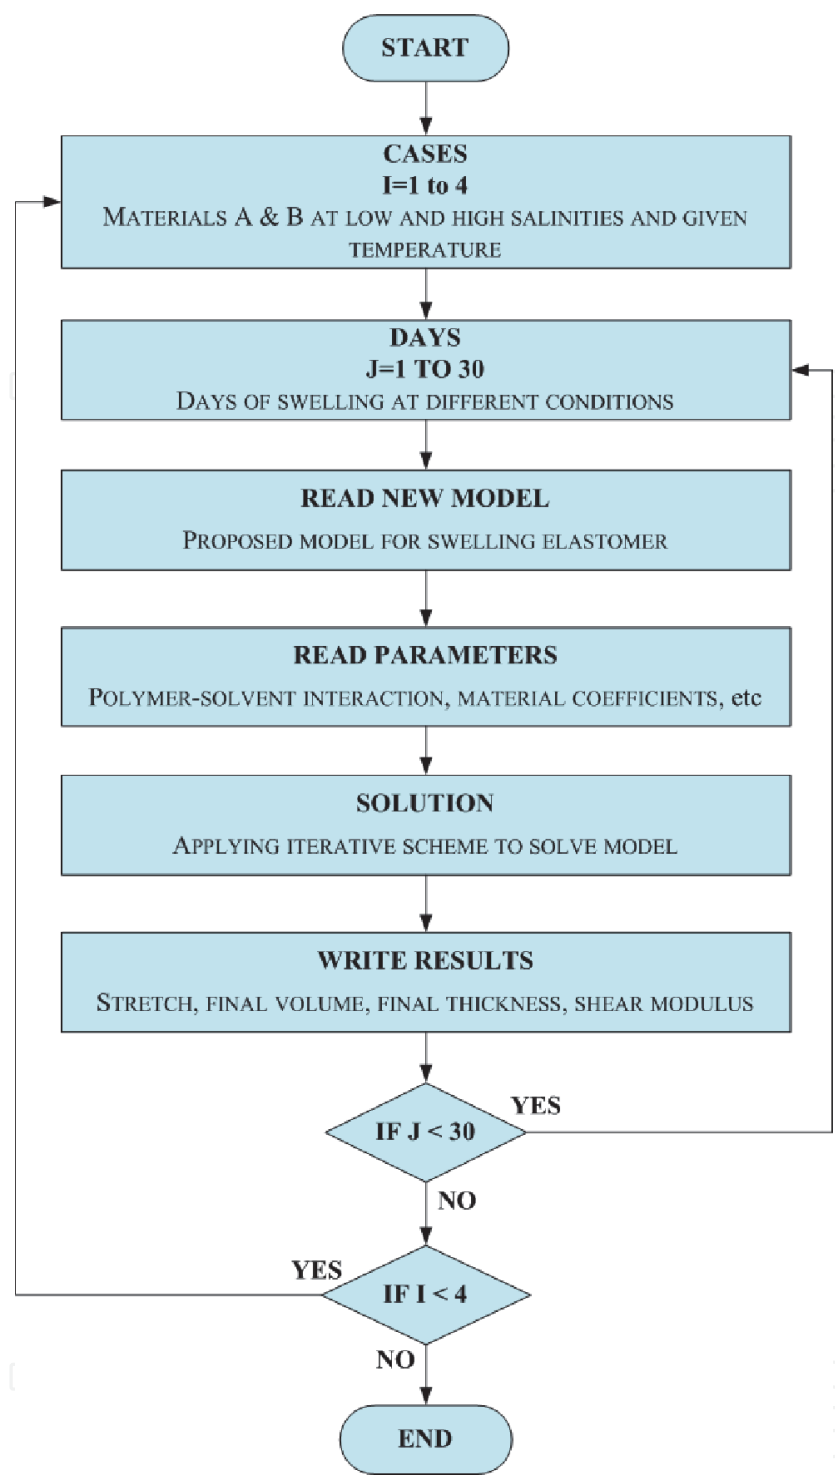 START
CASES
I=1 to 4
MATERIALS A & B AT LOW AND HIGH SALINITIES AND GIVEN
TEMPERATURE
DAYS
J=1 TO 30
DAYS OF SWELLING AT DIFFERENT CONDITIONS
READ NEW MODEL
PROPOSED MODEL FOR SWELLING ELASTOMER
READ PARAMETERS
POLYMER-SOLVENT INTERACTION, MATERIAL COEFFICIENTS, etc
SOLUTION
APPLYING ITERATIVE SCHEME TO SOLVE MODEL
WRITE RESULTS
STRETCH, FINAL VOLUME, FINAL THICKNESS, SHEAR MODULUS
YES
IF J < 30
NO
YES
IF I < 4
NO
END